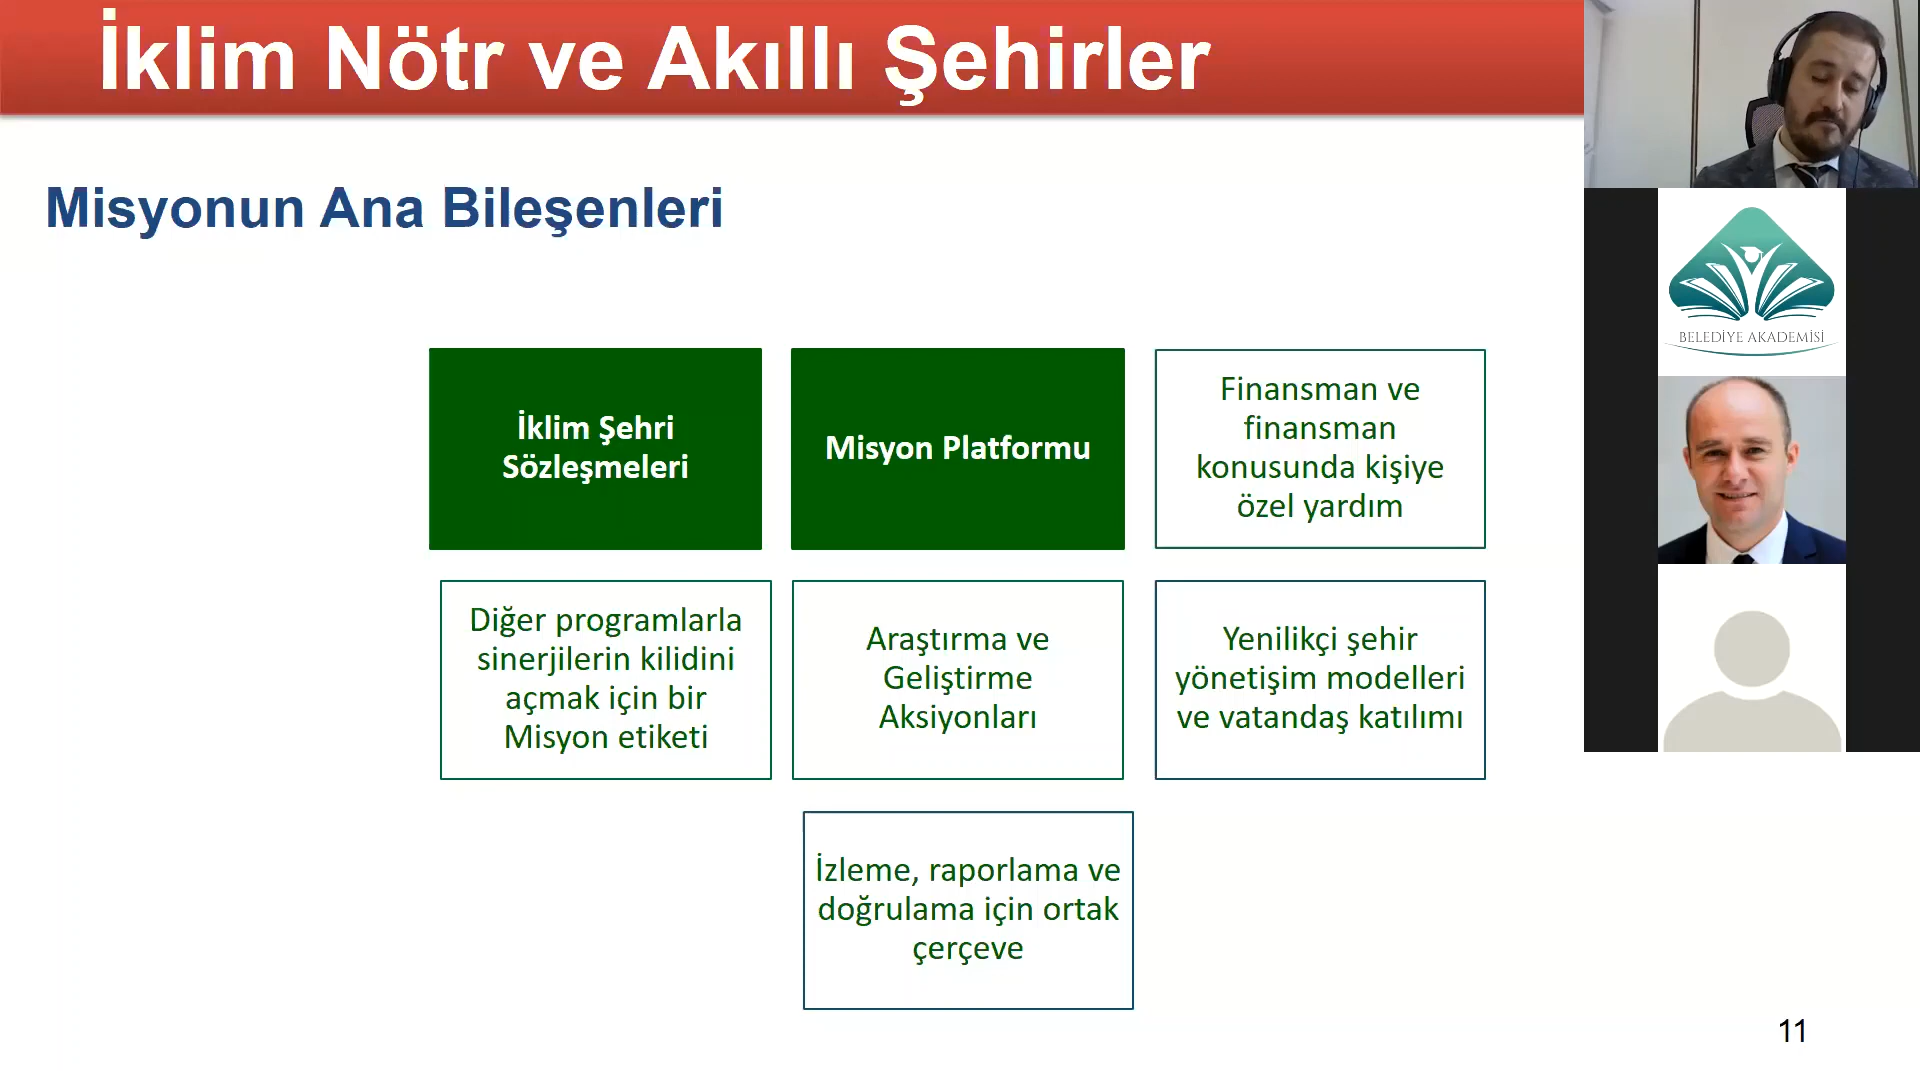 İklim Nötr ve Akıllı Şehirler
Misyonun Ana Bileşenleri
İklim Şehri
Sözleşmeleri
Misyon Platformu
Finansman ve
finansman
konusunda kişiye
özel yardım
Diğer programlarla
sinerjilerin kilidini
açmak için bir
Misyon etiketi
Araştırma ve
Geliştirme
Aksiyonları
Yenilikçi şehir
yönetişim modelleri
ve vatandaş katılımı
İzleme, raporlama ve
doğrulama için ortak
çerçeve
BELEDİYE AKADEMİSİ
11